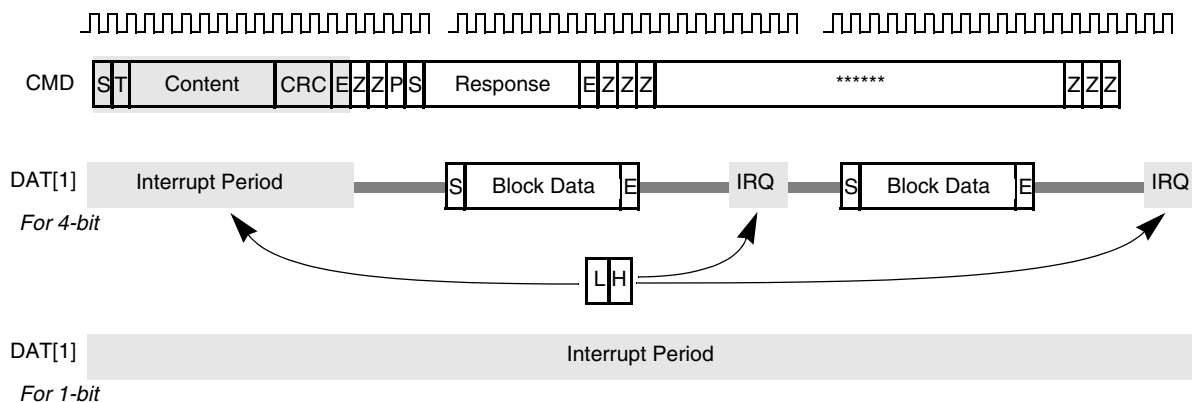 CMD S T Content CRC E Z Z P S Response E Z Z Z ****** Z Z Z
DAT[1] Interrupt Period S Block Data E IRQ S Block Data E IRQ
For 4-bit
L H
DAT[1] Interrupt Period
For 1-bit